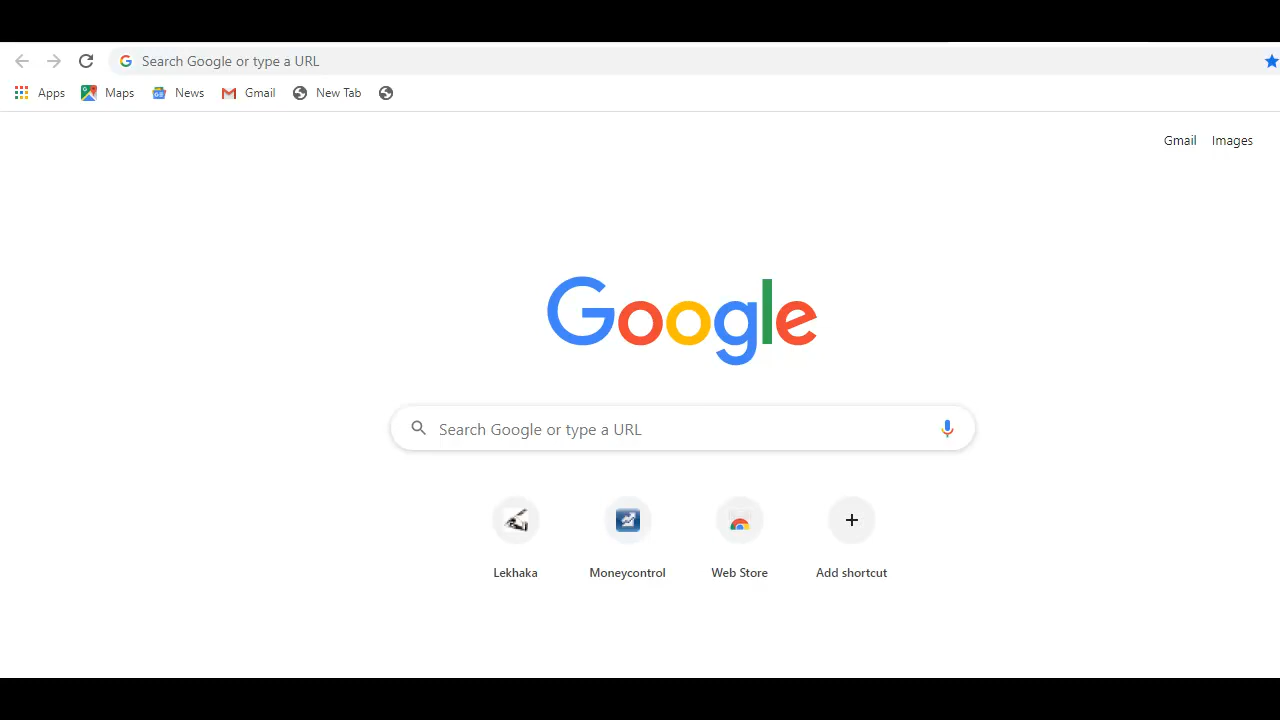 Search Google or type a URL
Apps Maps News Gmail New Tab
Gmail Images
Google
Search Google or type a URL
Lekhaka Moneycontrol Web Store Add shortcut